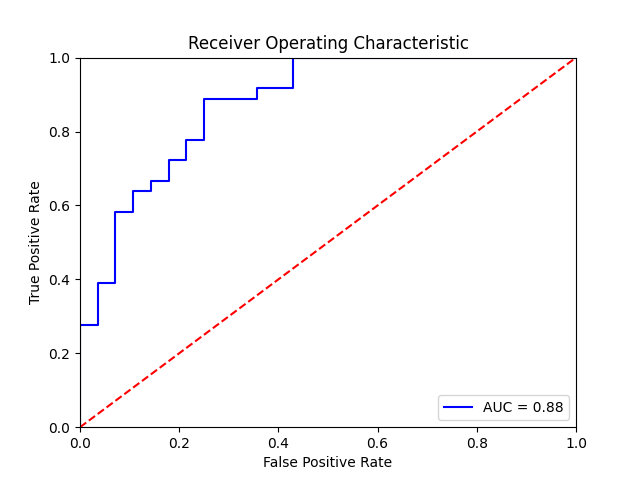 Receiver Operating Characteristic
1.0
0.8
0.6
0.4
0.2
0.0
True Positive Rate
AUC = 0.88
0.0 0.2 0.4 0.6 0.8 1.0
False Positive Rate